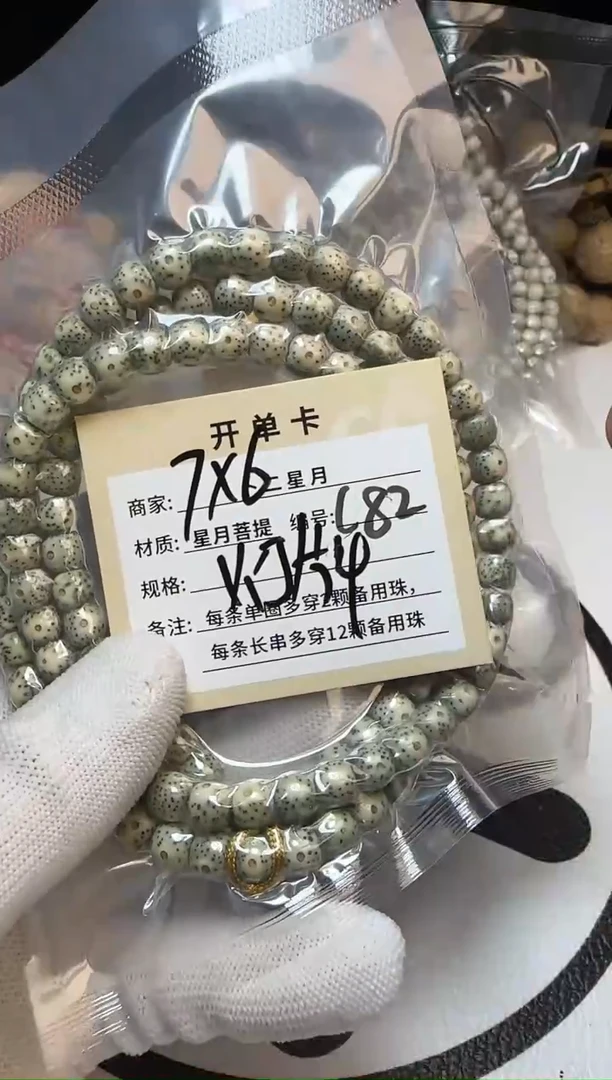 开单卡
商家: 二星月
7X6
材质: 星月菩提 编号: L82
规格:
备注: 每条单圈多穿2颗备用珠,
每条长串多穿12颗备用珠